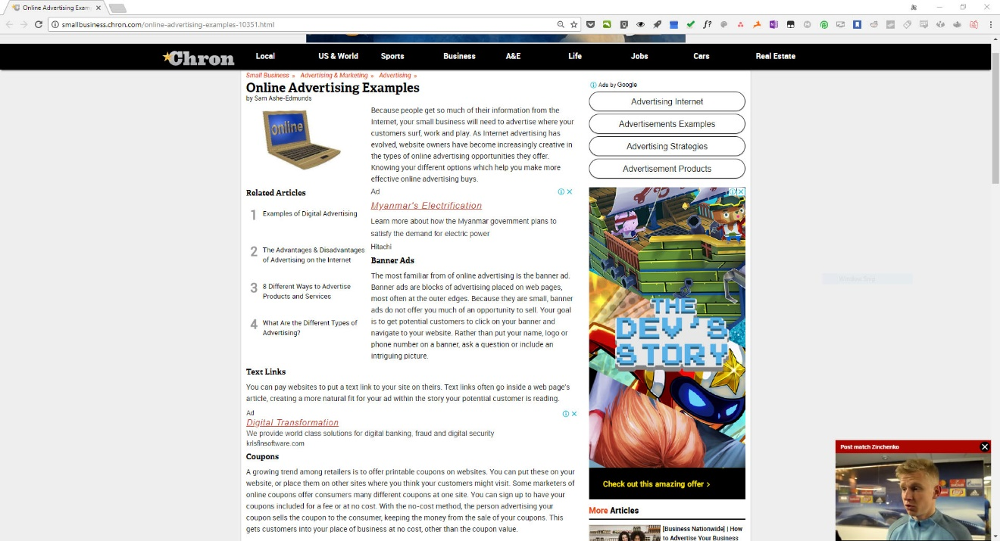 Online Advertising Exam
smallbusiness.chron.com/online-advertising-examples-10351.html
f?
Chron
Local
US & World
Sports
Business
A&E
Life
Jobs
Cars
Real Estate
Small Business » Advertising & Marketing » Advertising »
Online Advertising Examples
by Sam Ashe-Edmunds
online
Because people get so much of their information from the
Internet, your small business will need to advertise where your
customers surf, work and play. As Internet advertising has
evolved, website owners have become increasingly creative in
the types of online advertising opportunities they offer.
Knowing your different options which help you make more
effective online advertising buys.
Related Articles
1 Examples of Digital Advertising
2 The Advantages & Disadvantages
of Advertising on the Internet
3 8 Different Ways to Advertise
Products and Services
4 What Are the Different Types of
Advertising?
Ad
Myanmar's Electrification
Learn more about how the Myanmar government plans to
satisfy the demand for electric power
Hitachi
Banner Ads
The most familiar from of online advertising is the banner ad.
Banner ads are blocks of advertising placed on web pages,
most often at the outer edges. Because they are small, banner
ads do not offer you much of an opportunity to sell. Your goal
is to get potential customers to click on your banner and
navigate to your website. Rather than put your name, logo or
phone number on a banner, ask a question or include an
intriguing picture.
Text Links
You can pay websites to put a text link to your site on theirs. Text links often go inside a web page's
article, creating a more natural fit for your ad within the story your potential customer is reading.
Ad
Digital Transformation
We provide world class solutions for digital banking, fraud and digital security
krisfinsoftware.com
Coupons
A growing trend among retailers is to offer printable coupons on websites. You can put these on your
website, or place them on other sites where you think your customers might visit. Some marketers of
online coupons offer consumers many different coupons at one site. You can sign up to have your
coupons included for a fee or at no cost. With the no-cost method, the person advertising your
coupon sells the coupon to the consumer, keeping the money from the sale of your coupons. This
gets customers into your place of business at no cost, other than the coupon value.
Ads by Google
Advertising Internet
Advertisements Examples
Advertising Strategies
Advertisement Products
THE
DEV'S
STORY
Check out this amazing offer >
More Articles
[Business Nationwide] | How
to Advertise Your Business
Post match Zinchenko